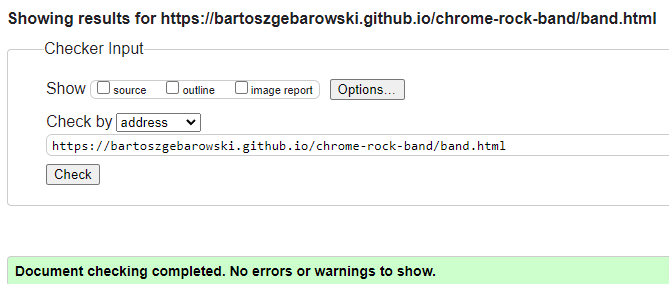 Showing results for https://bartoszgebarowski.github.io/chrome-rock-band/band.html
Checker Input
Show source outline image report Options...
Check by address
https://bartoszgebarowski.github.io/chrome-rock-band/band.html
Check
Document checking completed. No errors or warnings to show.